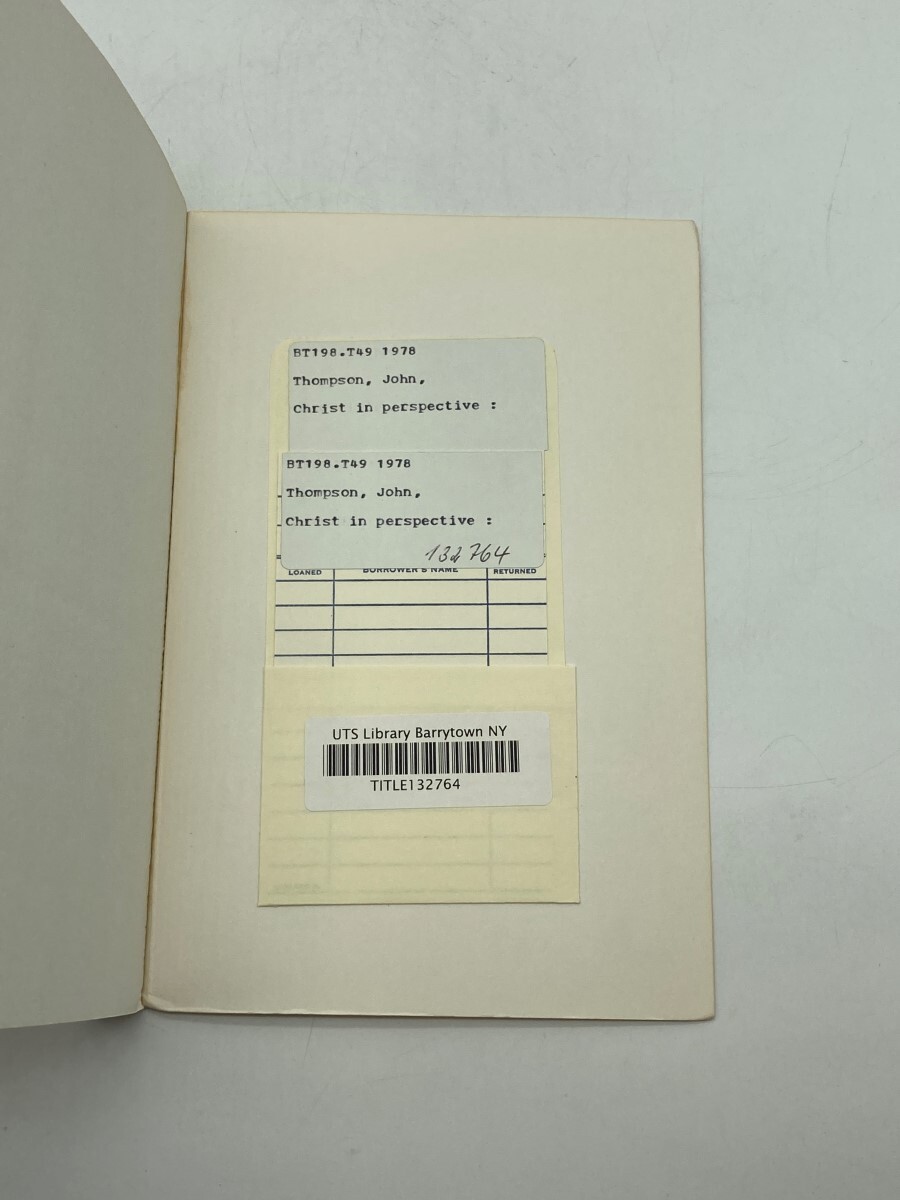 BT198.T49 1978
Thompson, John,
Christ in perspective :
BT198.T49 1978
Thompson, John,
Christ in perspective :
132764
LOANED BORROWER'S NAME RETURNED
UTS Library Barrytown NY
TITLE132764